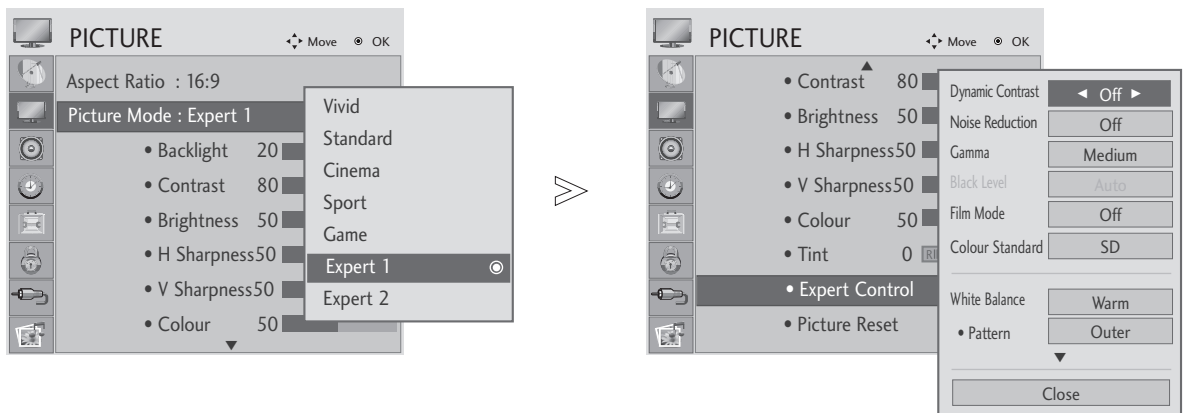 PICTURE
Move OK
Aspect Ratio : 16:9
Picture Mode : Expert 1
• Backlight 20
• Contrast 80
• Brightness 50
• H Sharpness50
• V Sharpness50
• Colour 50
Vivid
Standard
Cinema
Sport
Game
Expert 1
Expert 2
PICTURE
Move OK
• Contrast 80
• Brightness 50
• H Sharpness50
• V Sharpness50
• Colour 50
• Tint 0
• Expert Control
• Picture Reset
Dynamic Contrast Off
Noise Reduction Off
Gamma Medium
Black Level Auto
Film Mode Off
Colour Standard SD
White Balance Warm
• Pattern Outer
Close